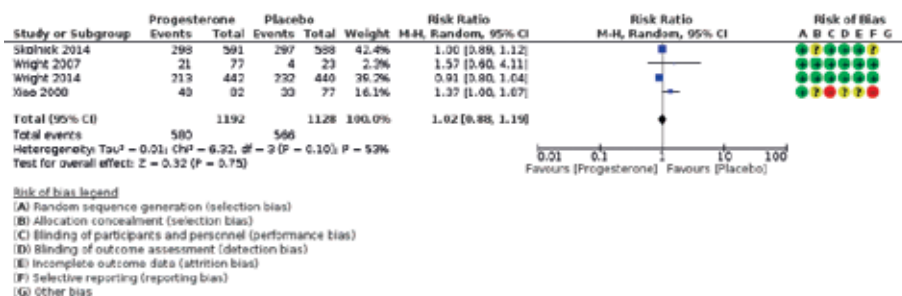 Progesterone Placebo Risk Ratio Risk Ratio Risk of Bias
Study or Subgroup Events Total Events Total Weight M-H, Random, 95% CI M-H, Random, 95% CI A B C D E F G
Skolnick 2014 298 591 297 588 42.4% 1.00 [0.89, 1.12]
Wright 2007 21 77 4 23 2.3% 1.57 [0.60, 4.11]
Wright 2014 213 442 232 440 39.2% 0.91 [0.80, 1.04]
Xiao 2008 48 82 33 77 16.1% 1.37 [1.00, 1.87]
Total (95% CI) 1192 1128 100.0% 1.02 [0.88, 1.19]
Total events 580 566
Heterogeneity: Tau² = 0.01; Chi² = 6.32, df = 3 (P = 0.10); I² = 53%
Test for overall effect: Z = 0.32 (P = 0.75)
0.01 0.1 1 10 100
Favours [Progesterone] Favours [Placebo]
Risk of bias legend
(A) Random sequence generation (selection bias)
(B) Allocation concealment (selection bias)
(C) Blinding of participants and personnel (performance bias)
(D) Blinding of outcome assessment (detection bias)
(E) Incomplete outcome data (attrition bias)
(F) Selective reporting (reporting bias)
(G) Other bias